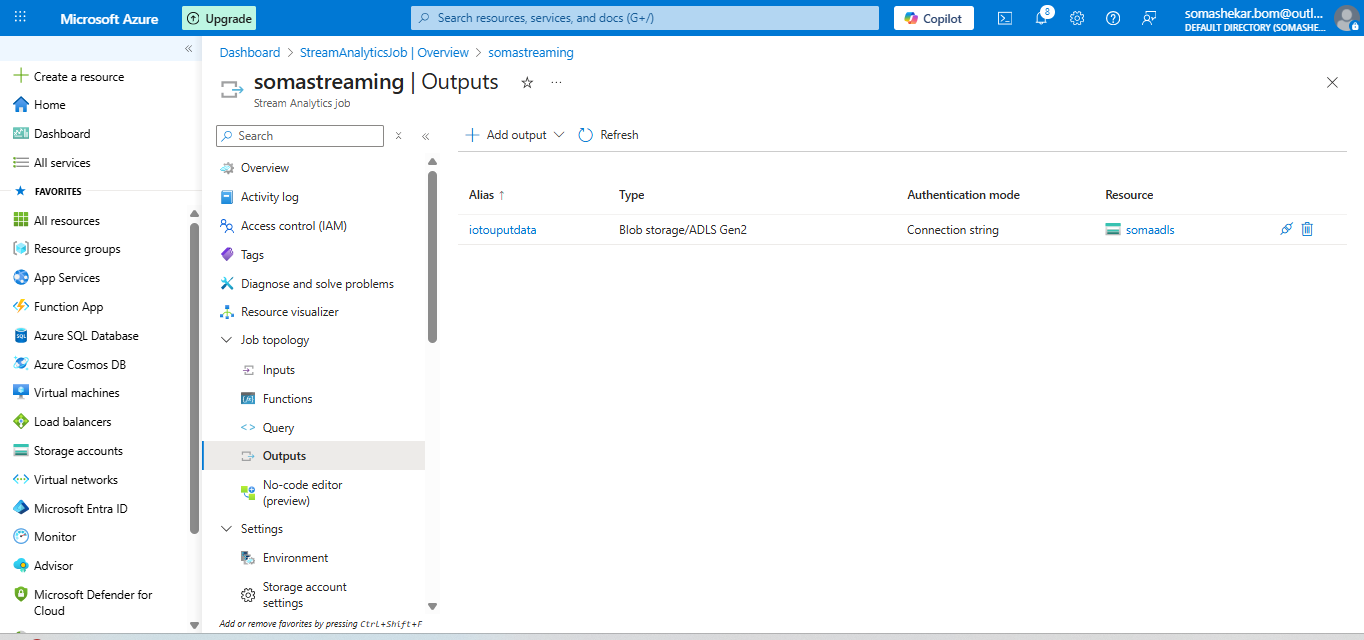 Microsoft Azure
Upgrade
Search resources, services, and docs (G+/)
Copilot
8
somashekar.bom@outl...
DEFAULT DIRECTORY (SOMASHE...
Create a resource
Home
Dashboard
All services
FAVORITES
All resources
Resource groups
App Services
Function App
Azure SQL Database
Azure Cosmos DB
Virtual machines
Load balancers
Storage accounts
Virtual networks
Microsoft Entra ID
Monitor
Advisor
Microsoft Defender for
Cloud
Dashboard > StreamAnalyticsJob | Overview > somastreaming
somastreaming | Outputs
Stream Analytics job
Search
Overview
Activity log
Access control (IAM)
Tags
Diagnose and solve problems
Resource visualizer
Job topology
Inputs
Functions
Query
Outputs
No-code editor
(preview)
Settings
Environment
Storage account
settings
Add or remove favorites by pressing Ctrl+Shift+F
Add output
Refresh
Alias ↑ Type Authentication mode Resource
iotouputdata Blob storage/ADLS Gen2 Connection string somaadls